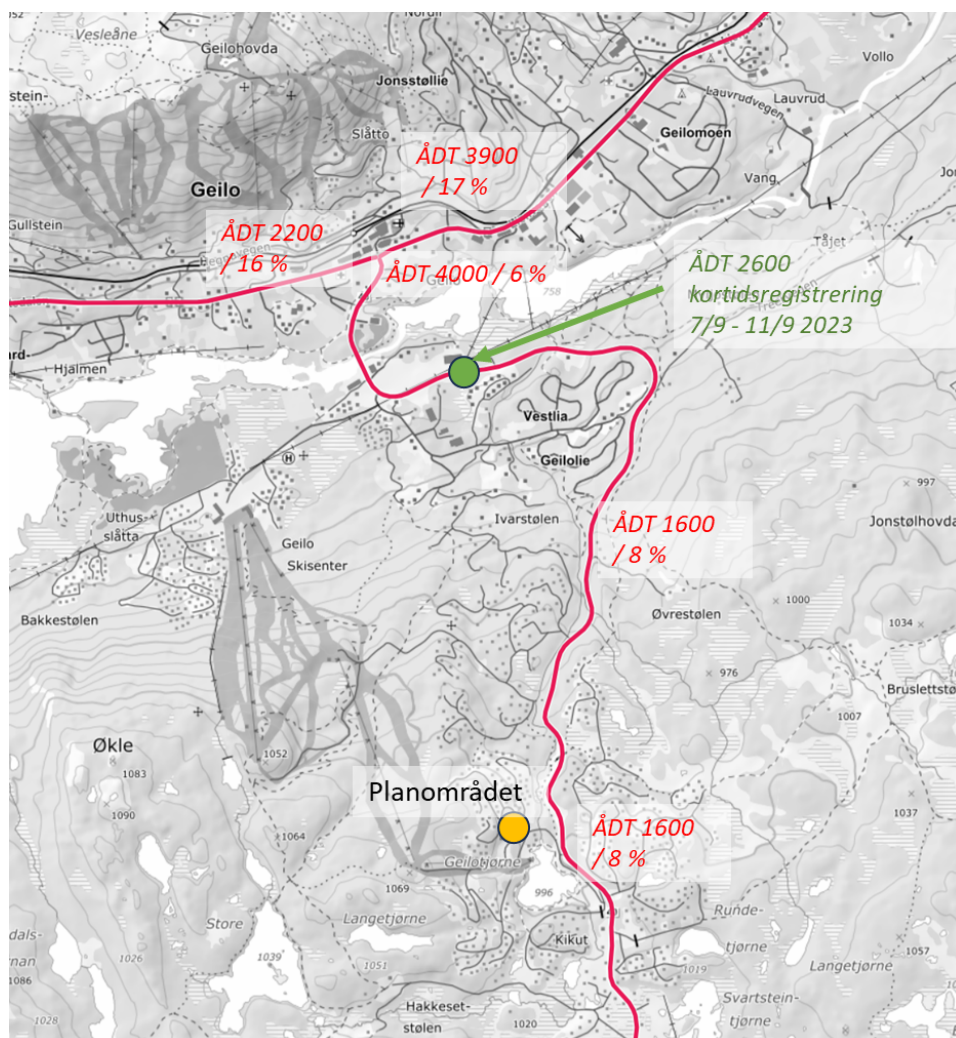 Vesleåne
Geilohovda
Jonsstøllie
Slåtto
Vollo
Lauvrudvegen
Lauvrud
Geilomoen
ÅDT 3900
/ 17 %
Geilo
Vang
Gullstein
ÅDT 2200
/ 16 %
ÅDT 4000 / 6 %
758
Tåjet
ÅDT 2600
kortidsregistrering
7/9 - 11/9 2023
Hjalmen
Vestlia
Geilolie
H
997
Uthus-
slåtta
Ivarstølen
ÅDT 1600
/ 8 %
Jonstølhovda
Geilo
Skisenter
1000
Bakkestølen
Øvrestølen
1034
976
Bruslettstø
1007
Økle
1052
1083
Planområdet
1090
1037
1064
ÅDT 1600
/ 8 %
Geilotjørne
1069
996
Store
Langetjørne
Runde-
tjørne
Kikut
1057
1026
1039
1051
1019
Langetjørne
1086
Hakkeset-
stølen
Svartstein-
tjørne
1028
1020